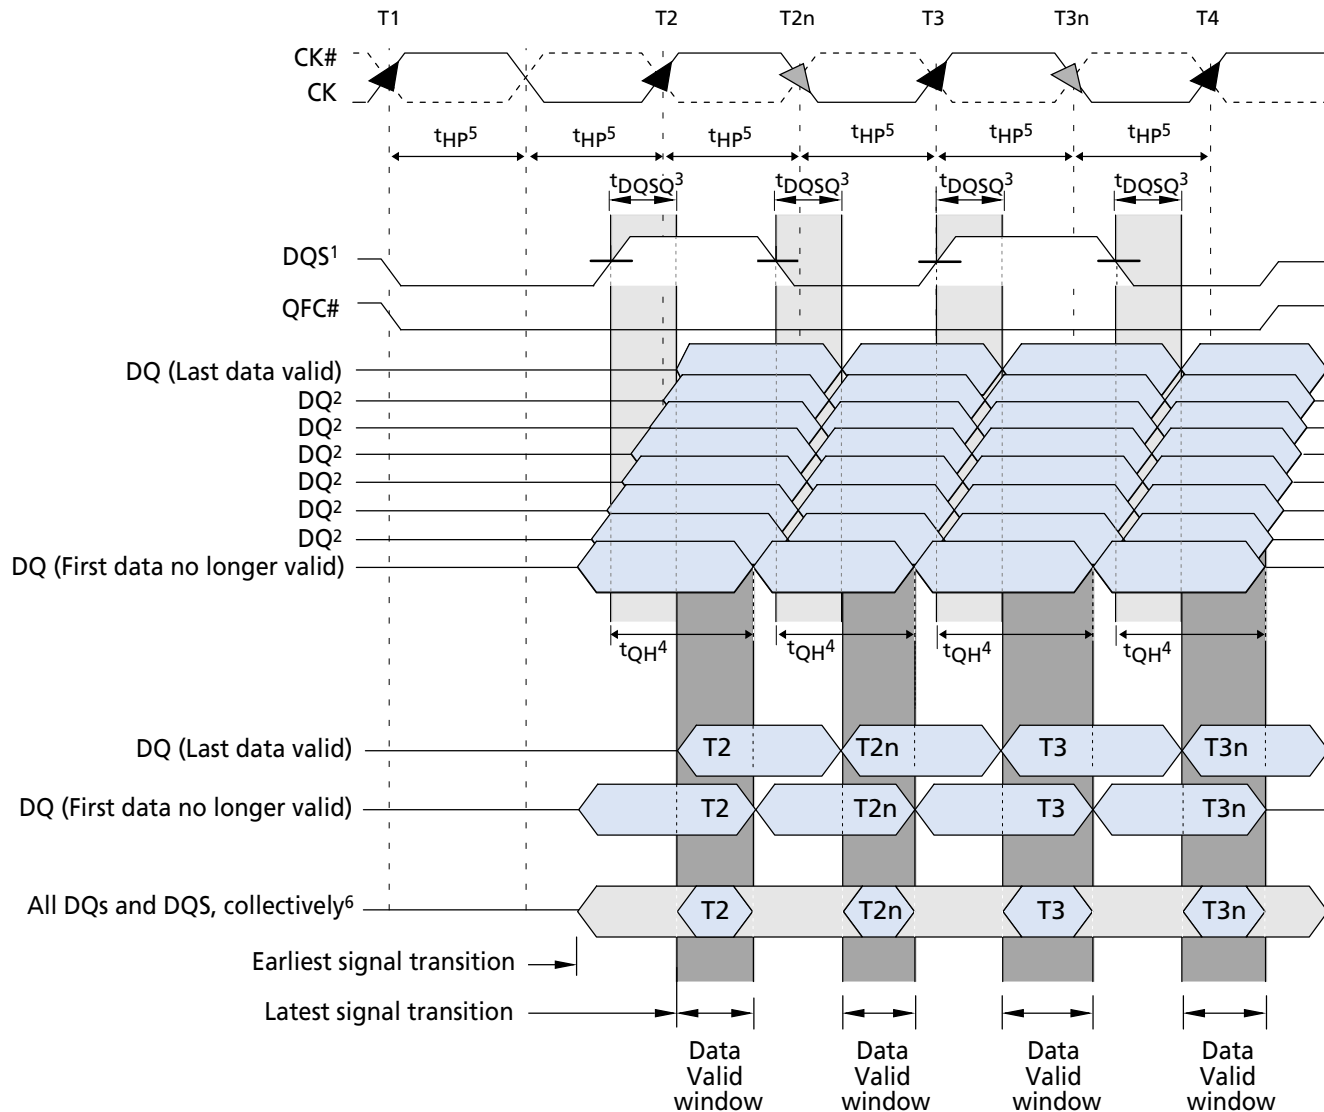 T1 T2 T2n T3 T3n T4
CK#
CK
tHP5 tHP5 tHP5 tHP5 tHP5 tHP5
tDQSQ3 tDQSQ3 tDQSQ3 tDQSQ3
DQS1
QFC#
DQ (Last data valid)
DQ2
DQ2
DQ2
DQ2
DQ2
DQ2
DQ (First data no longer valid)
tQH4 tQH4 tQH4 tQH4
DQ (Last data valid) T2 T2n T3 T3n
DQ (First data no longer valid) T2 T2n T3 T3n
All DQs and DQS, collectively6 T2 T2n T3 T3n
Earliest signal transition
Latest signal transition
Data Data Data Data
Valid Valid Valid Valid
window window window window